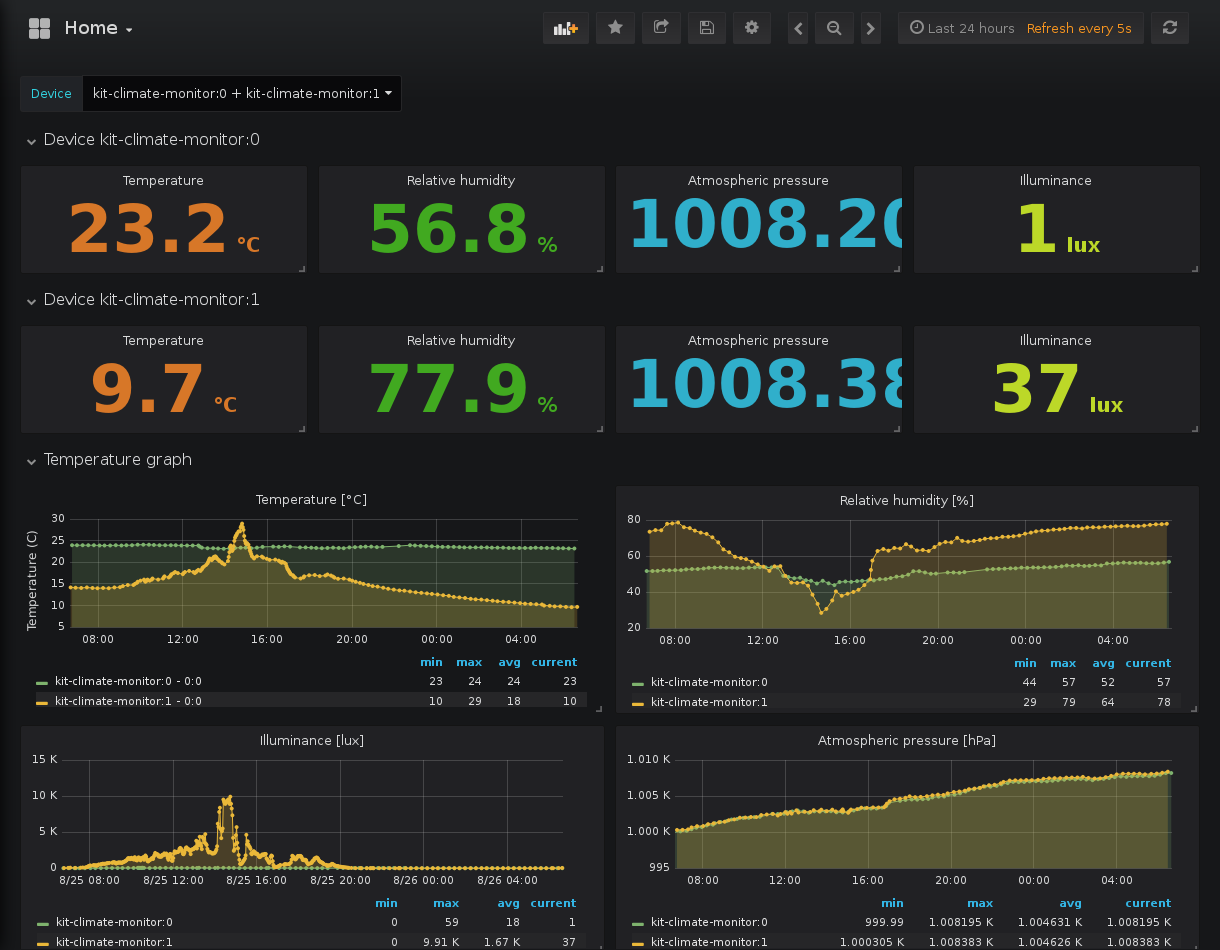 Home
Last 24 hours Refresh every 5s
Device kit-climate-monitor:0 + kit-climate-monitor:1
Device kit-climate-monitor:0
Temperature Relative humidity Atmospheric pressure Illuminance
23.2 °C 56.8 % 1008.20 1 lux
Device kit-climate-monitor:1
Temperature Relative humidity Atmospheric pressure Illuminance
9.7 °C 77.9 % 1008.38 37 lux
Temperature graph
Temperature [°C]
Temperature (C)
30
25
20
15
10
5
08:00 12:00 16:00 20:00 00:00 04:00
min max avg current
kit-climate-monitor:0 - 0:0 23 24 24 23
kit-climate-monitor:1 - 0:0 10 29 18 10
Relative humidity [%]
80
60
40
20
08:00 12:00 16:00 20:00 00:00 04:00
min max avg current
kit-climate-monitor:0 44 57 52 57
kit-climate-monitor:1 29 79 64 78
Illuminance [lux]
15 K
10 K
5 K
0
8/25 08:00 8/25 12:00 8/25 16:00 8/25 20:00 8/26 00:00 8/26 04:00
min max avg current
kit-climate-monitor:0 0 59 18 1
kit-climate-monitor:1 0 9.91 K 1.67 K 37
Atmospheric pressure [hPa]
1.010 K
1.005 K
1.000 K
995
08:00 12:00 16:00 20:00 00:00 04:00
min max avg current
kit-climate-monitor:0 999.99 1.008195 K 1.004631 K 1.008195 K
kit-climate-monitor:1 1.000305 K 1.008383 K 1.004626 K 1.008383 K